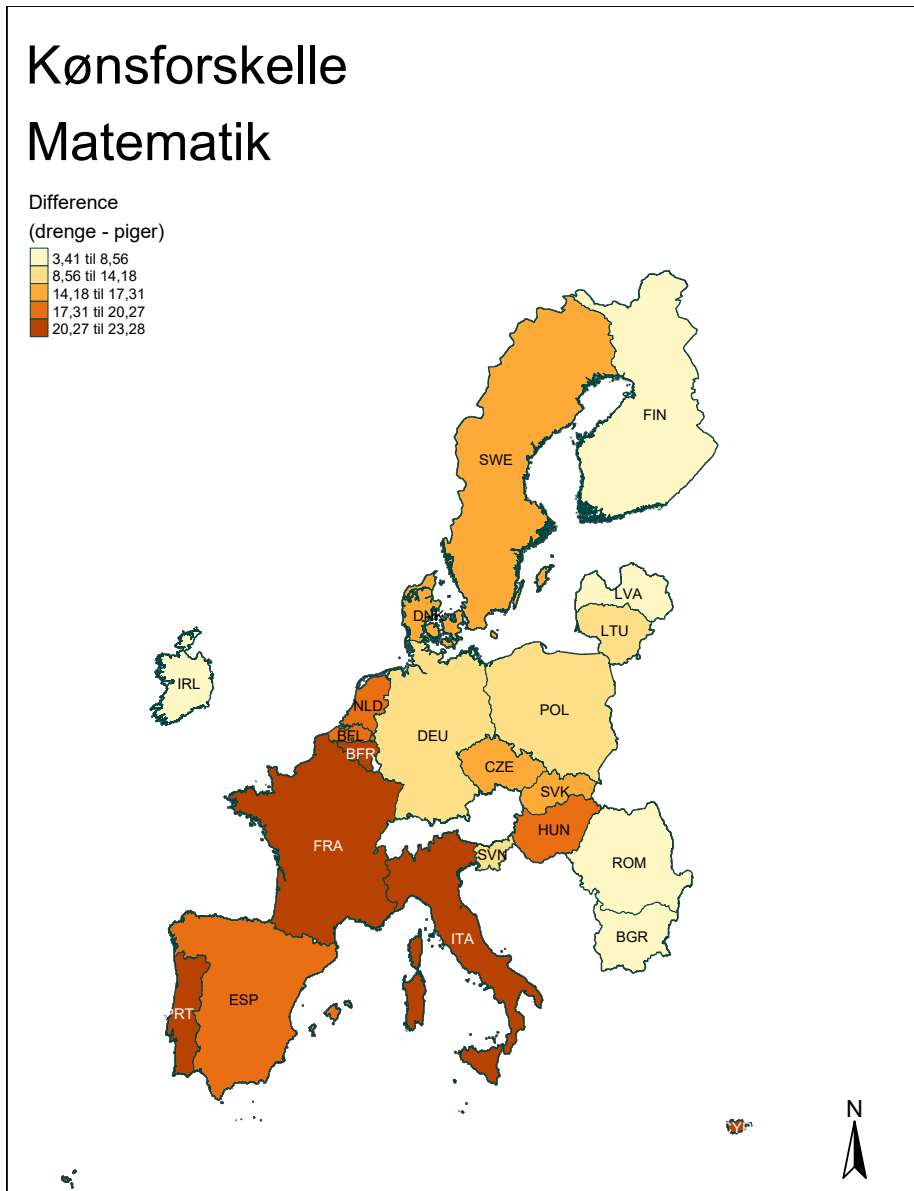 Kønsforskelle
Matematik
Difference
(drenge - piger)
3,41 til 8,56
8,56 til 14,18
14,18 til 17,31
17,31 til 20,27
20,27 til 23,28
FIN
SWE
LVA
DNK
LTU
IRL
NLD
POL
BFL
DEU
BFR
CZE
SVK
HUN
FRA
SVN
ROM
ITA
BGR
ESP
PRT
N